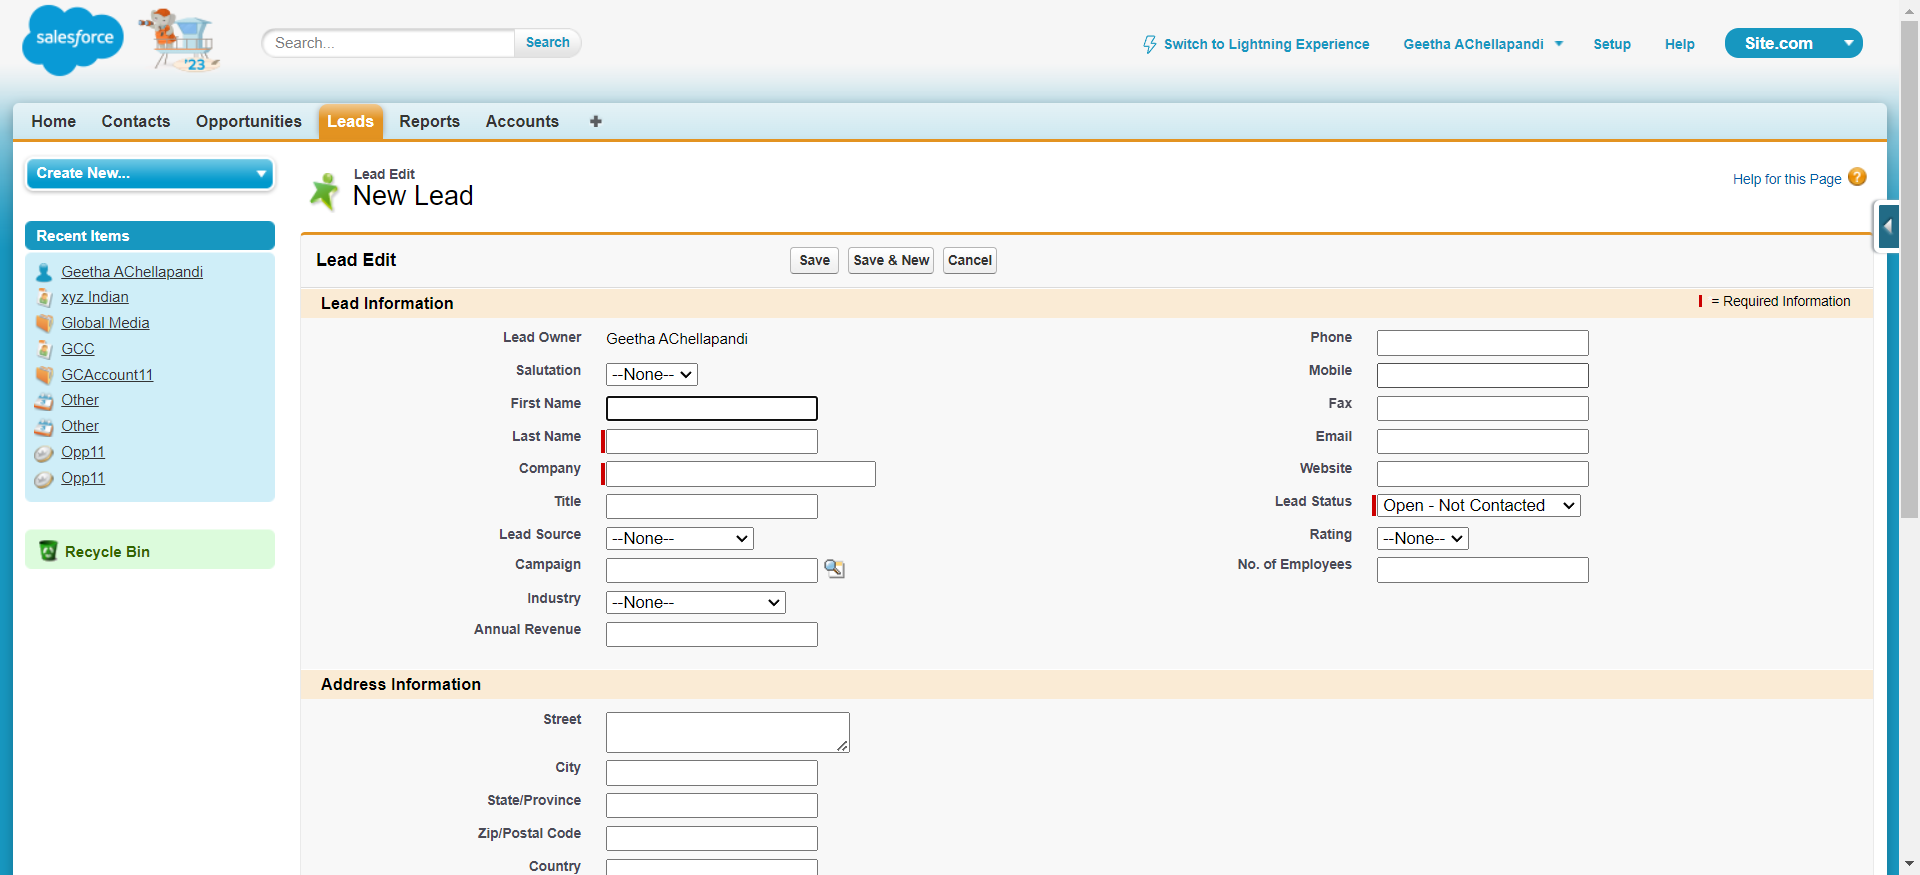 salesforce
'23
Search...
Search
Switch to Lightning Experience
Geetha AChellapandi
Setup
Help
Site.com
Home
Contacts
Opportunities
Leads
Reports
Accounts
Create New...
Recent Items
Geetha AChellapandi
xyz Indian
Global Media
GCC
GCAccount11
Other
Other
Opp11
Opp11
Recycle Bin
Lead Edit
New Lead
Help for this Page
?
Lead Edit
Save
Save & New
Cancel
Lead Information
= Required Information
Lead Owner
Geetha AChellapandi
Salutation
--None--
First Name
Last Name
Company
Title
Lead Source
--None--
Campaign
Industry
--None--
Annual Revenue
Phone
Mobile
Fax
Email
Website
Lead Status
Open - Not Contacted
Rating
--None--
No. of Employees
Address Information
Street
City
State/Province
Zip/Postal Code
Country